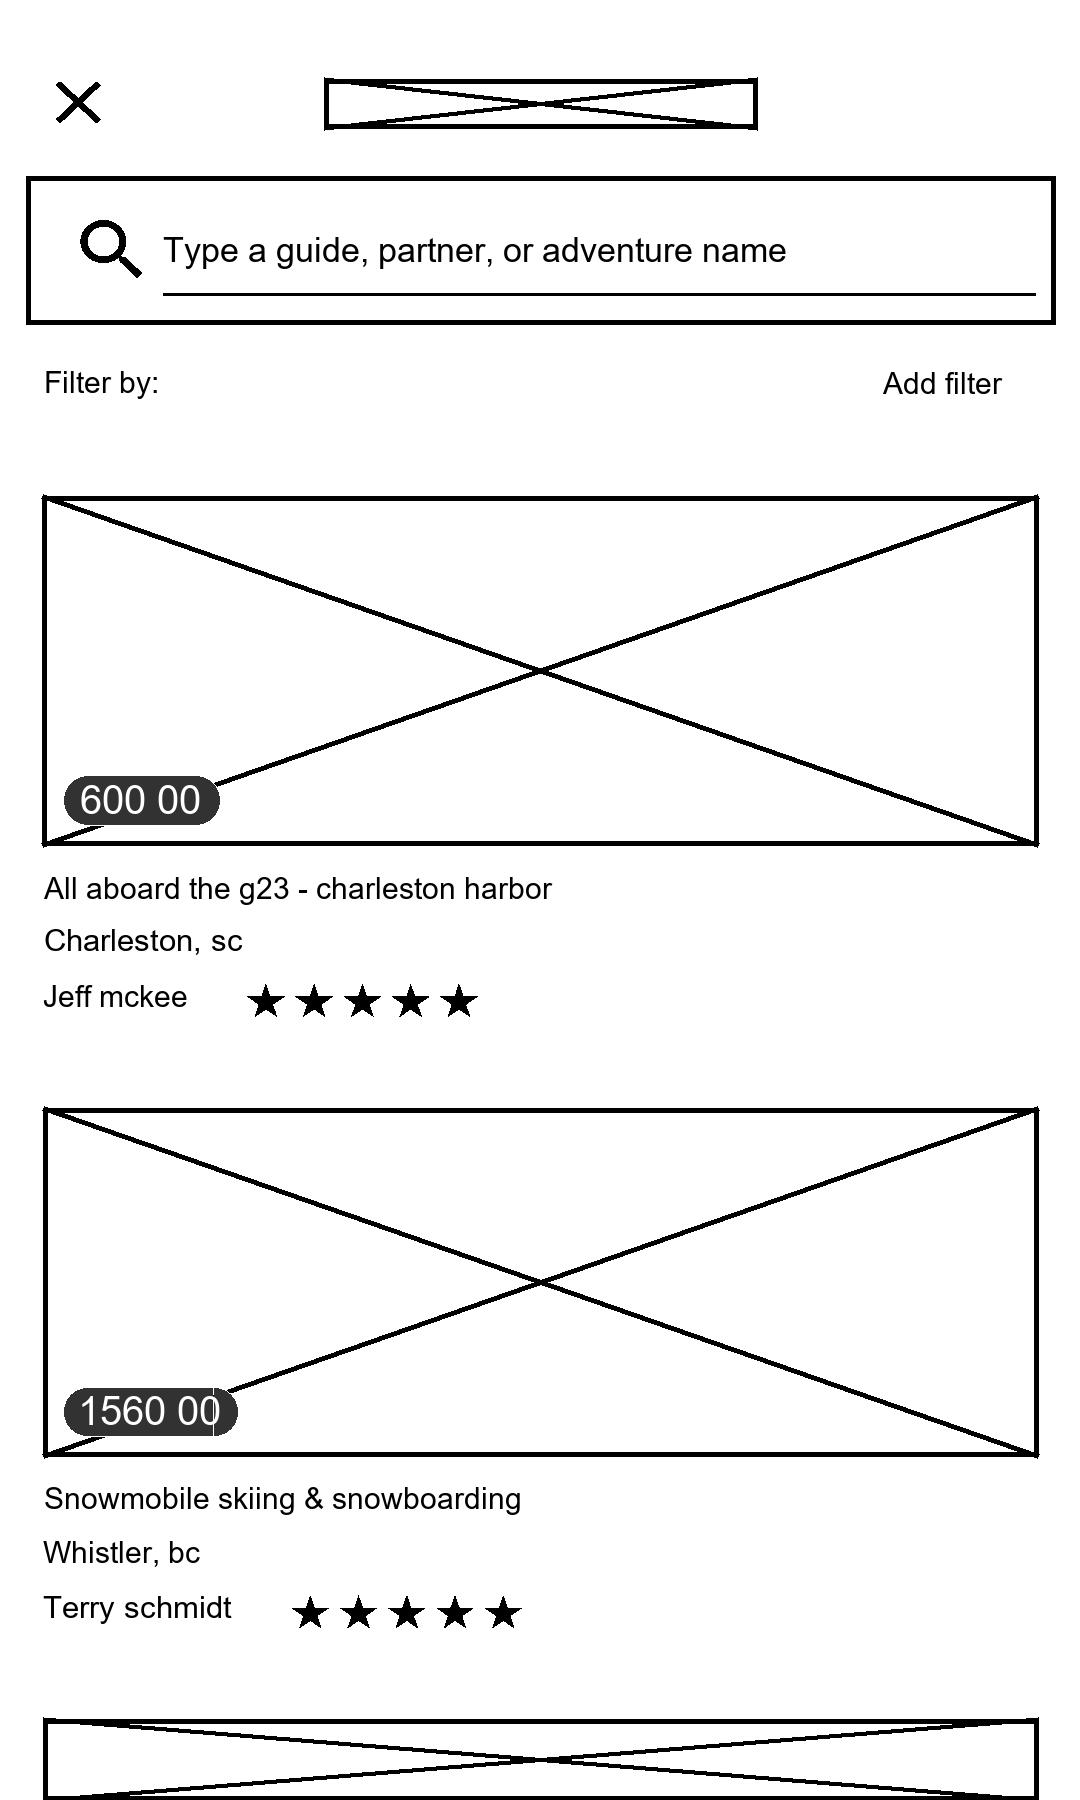 Type a guide, partner, or adventure name
Filter by:
Add filter
600 00
All aboard the g23 - charleston harbor
Charleston, sc
Jeff mckee
1560 00
Snowmobile skiing & snowboarding
Whistler, bc
Terry schmidt